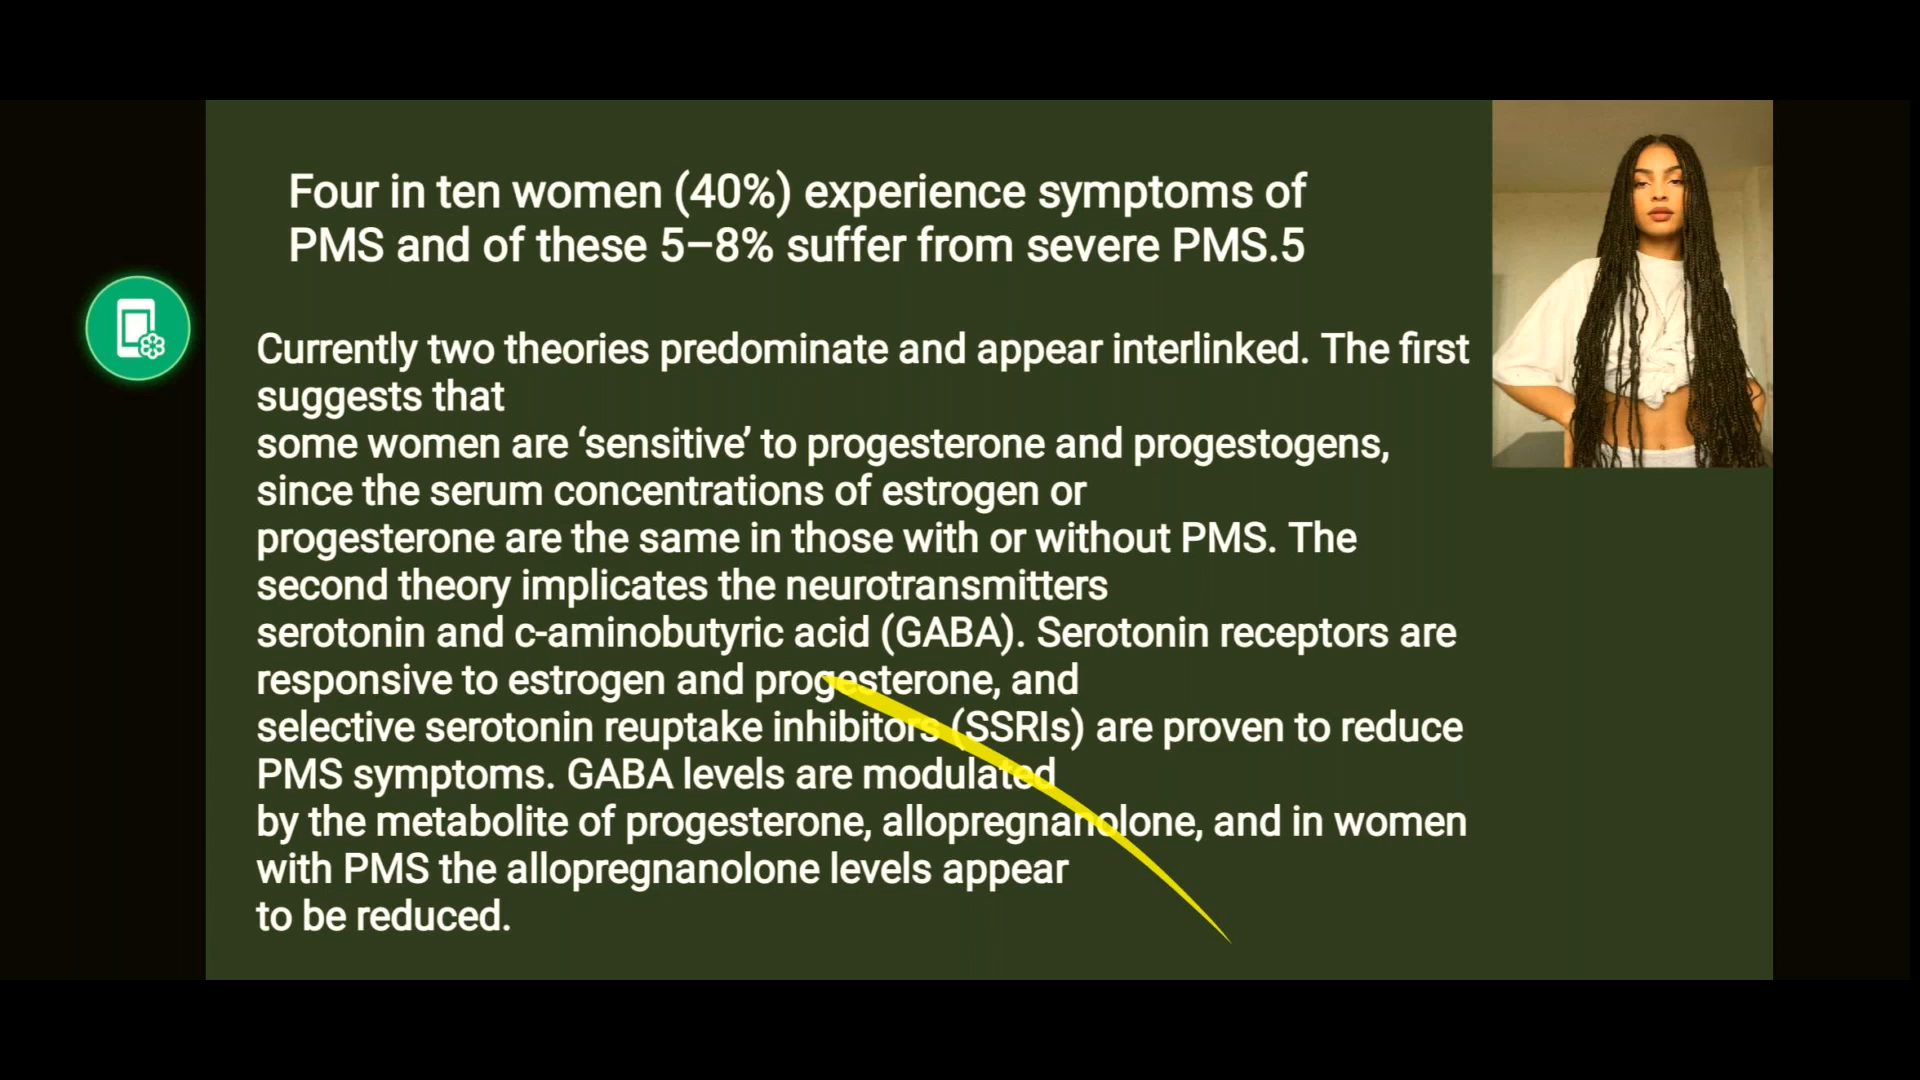 Four in ten women (40%) experience symptoms of
PMS and of these 5–8% suffer from severe PMS.5
Currently two theories predominate and appear interlinked. The first
suggests that
some women are ‘sensitive’ to progesterone and progestogens,
since the serum concentrations of estrogen or
progesterone are the same in those with or without PMS. The
second theory implicates the neurotransmitters
serotonin and c-aminobutyric acid (GABA). Serotonin receptors are
responsive to estrogen and progesterone, and
selective serotonin reuptake inhibitors (SSRIs) are proven to reduce
PMS symptoms. GABA levels are modulated
by the metabolite of progesterone, allopregnanolone, and in women
with PMS the allopregnanolone levels appear
to be reduced.